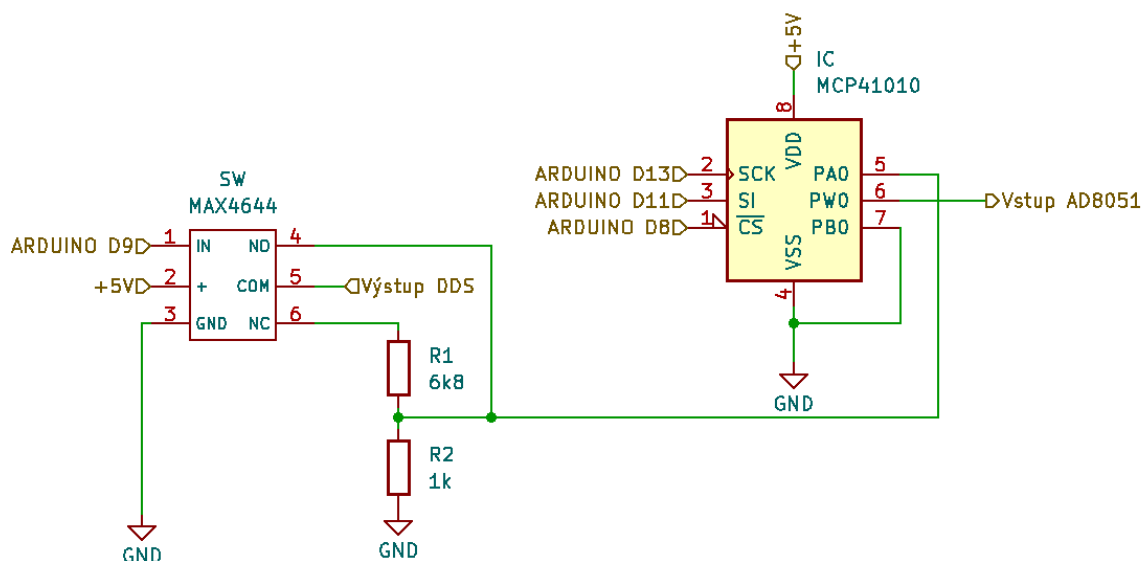 +5V
IC
MCP41010
8
VDD
ARDUINO D13
2
SCK
PA0
5
ARDUINO D11
3
SI
PW0
6
Vstup AD8051
ARDUINO D8
1
CS
PB0
7
VSS
4
GND
SW
MAX4644
ARDUINO D9
1
IN
NO
4
+5V
2
+
COM
5
Výstup DDS
3
GND
NC
6
R1
6k8
R2
1k
GND
GND